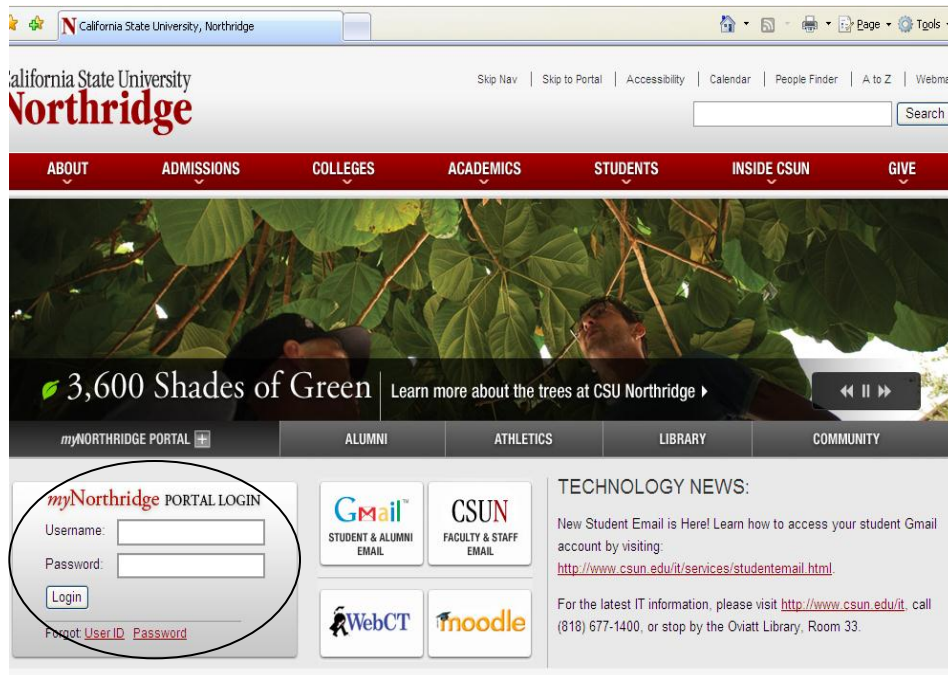 N California State University, Northridge
Page
Tools
California State University
Northridge
Skip Nav | Skip to Portal | Accessibility | Calendar | People Finder | A to Z |
Search
ABOUT ADMISSIONS COLLEGES ACADEMICS STUDENTS INSIDE CSUN GIVE
3,600 Shades of Green | Learn more about the trees at CSU Northridge
myNORTHRIDGE PORTAL + ALUMNI ATHLETICS LIBRARY COMMUNITY
myNorthridge PORTAL LOGIN
Username:
Password:
Login
Forgot: User ID Password
Gmail™
STUDENT & ALUMNI
EMAIL
CSUN
FACULTY & STAFF
EMAIL
WebCT
moodle
TECHNOLOGY NEWS:
New Student Email is Here! Learn how to access your student Gmail
account by visiting:
http://www.csun.edu/it/services/studentemail.html.
For the latest IT information, please visit http://www.csun.edu/it, call
(818) 677-1400, or stop by the Oviatt Library, Room 33.